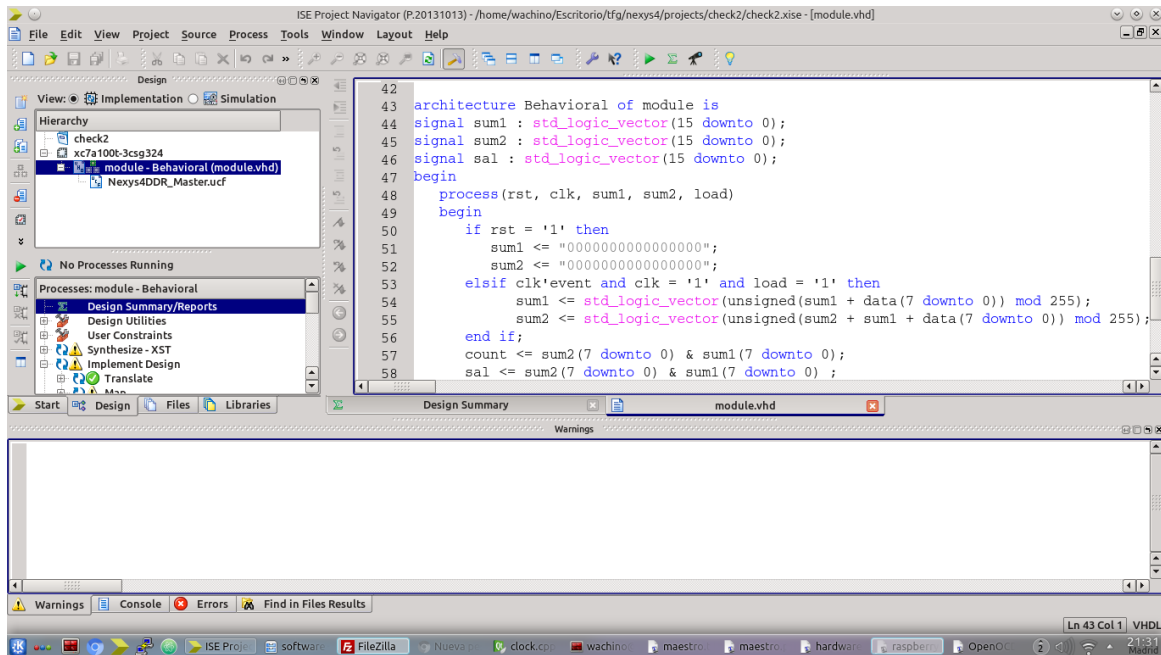 ISE Project Navigator (P.20131013) - /home/wachino/Escritorio/tfg/nexys4/projects/check2/check2.xise - [module.vhd]
File Edit View Project Source Process Tools Window Layout Help
Design
View: Implementation Simulation
Hierarchy
check2
xc7a100t-3csg324
module - Behavioral (module.vhd)
Nexys4DDR_Master.ucf
No Processes Running
Processes: module - Behavioral
Design Summary/Reports
Design Utilities
User Constraints
Synthesize - XST
Implement Design
Translate
Map
Start Design Files Libraries
42
43 architecture Behavioral of module is
44 signal sum1 : std_logic_vector(15 downto 0);
45 signal sum2 : std_logic_vector(15 downto 0);
46 signal sal : std_logic_vector(15 downto 0);
47 begin
48 process(rst, clk, sum1, sum2, load)
49 begin
50 if rst = '1' then
51 sum1 <= "0000000000000000";
52 sum2 <= "0000000000000000";
53 elsif clk'event and clk = '1' and load = '1' then
54 sum1 <= std_logic_vector(unsigned(sum1 + data(7 downto 0)) mod 255);
55 sum2 <= std_logic_vector(unsigned(sum2 + sum1 + data(7 downto 0)) mod 255);
56 end if;
57 count <= sum2(7 downto 0) & sum1(7 downto 0);
58 sal <= sum2(7 downto 0) & sum1(7 downto 0) ;
Design Summary module.vhd
Warnings
Warnings Console Errors Find in Files Results
Ln 43 Col 1 VHDL
ISE Proje software FileZilla Nueva clock.cpp wachino maestro maestro hardware raspberry OpenOC 2 21:31
Madrid